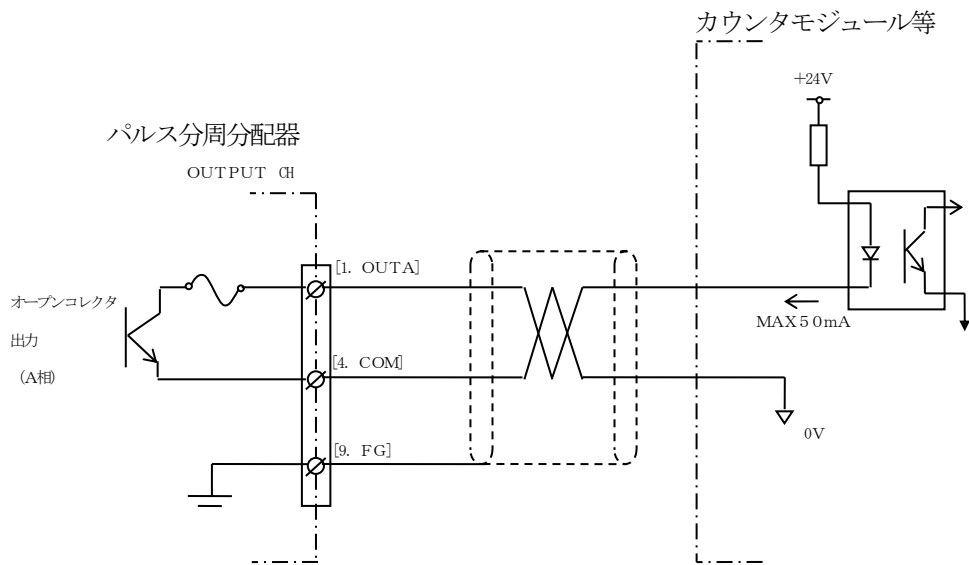 カウンタモジュール等
+24V
パルス分周分配器
OUTPUT CH
[1. OUTA]
オープンコレクタ
出力
(A相)
MAX50mA
[4. COM]
0V
[9. FG]